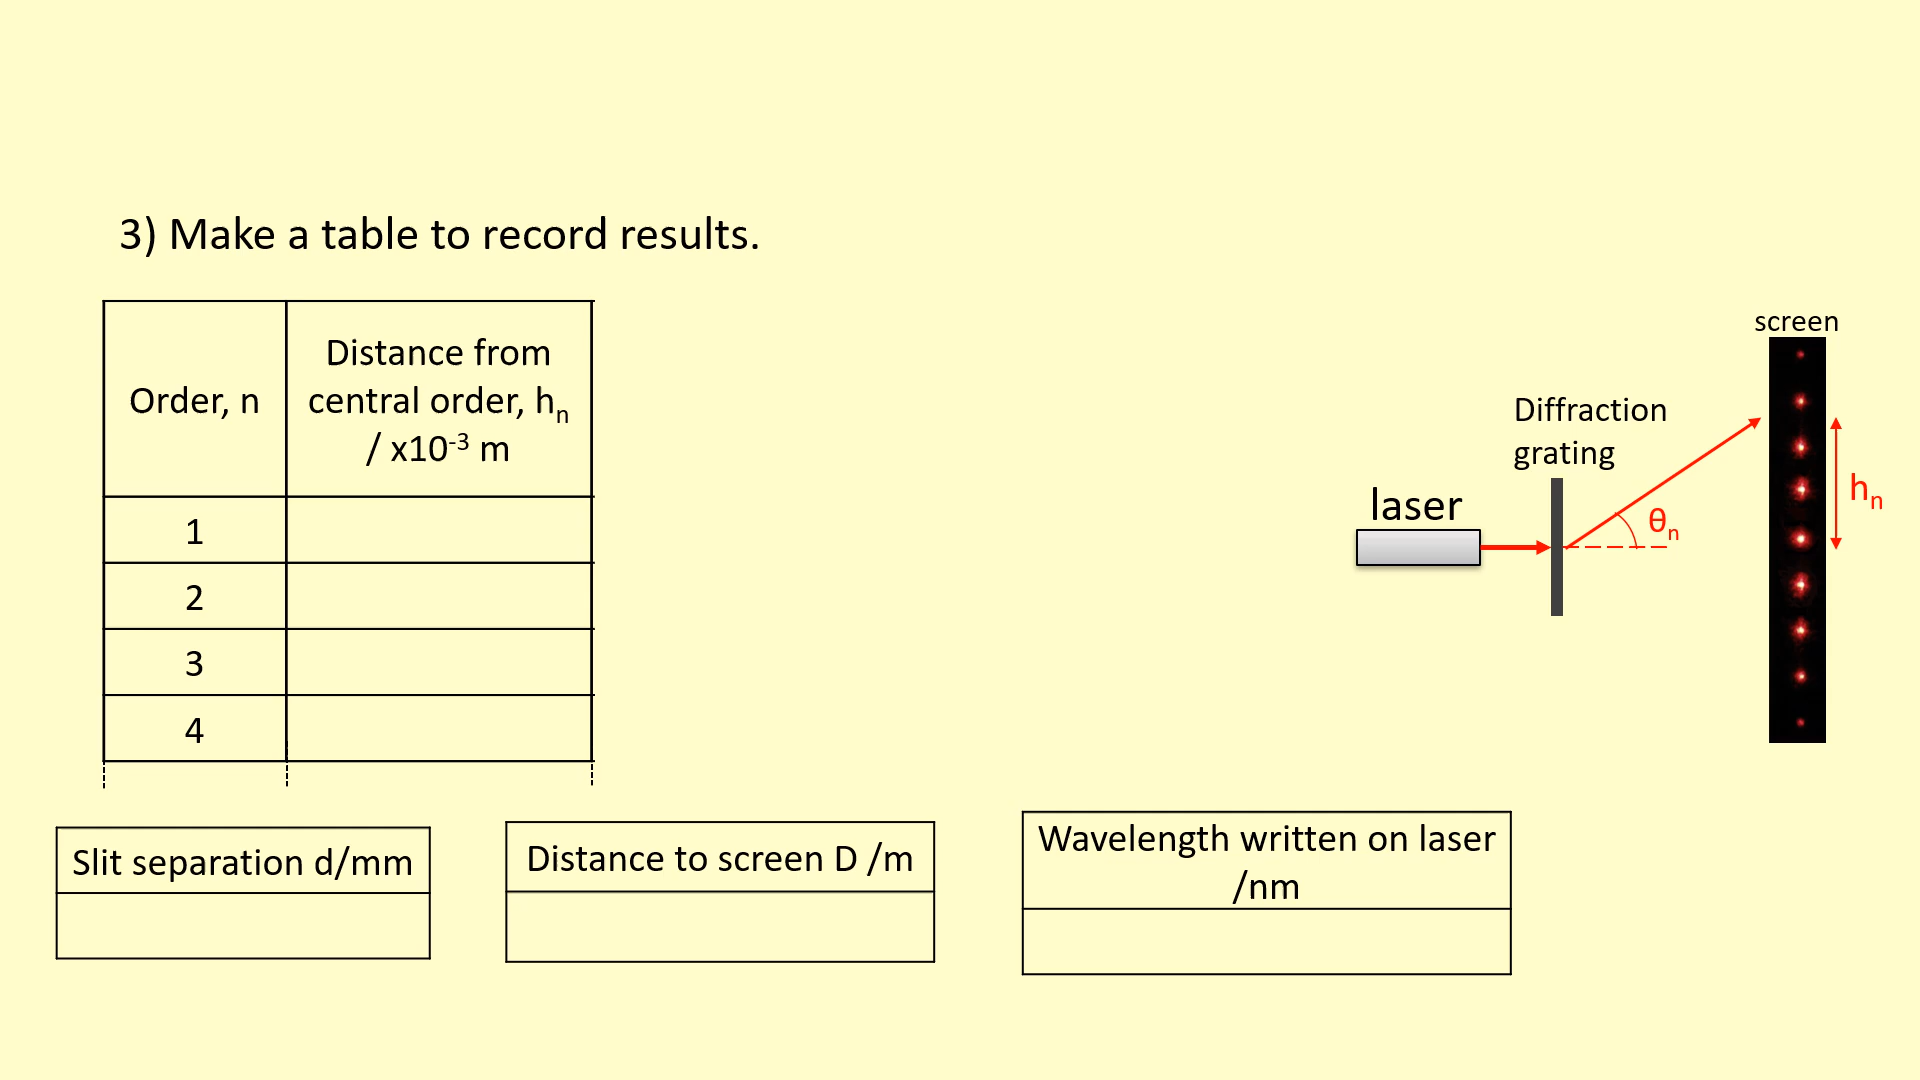 3) Make a table to record results.
Order, n
Distance from
central order, hₙ
/ x10⁻³ m
1
2
3
4
screen
Diffraction
grating
laser
θₙ
hₙ
Slit separation d/mm
Distance to screen D /m
Wavelength written on laser
/nm